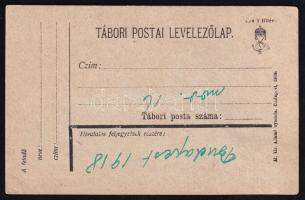 TÁBORI POSTAI LEVELEZŐLAP.
Czim:
Tábori posta száma:
Hivatalos feljegyzések részére:
Budapest 1918
A feladó
neve:
czíme: